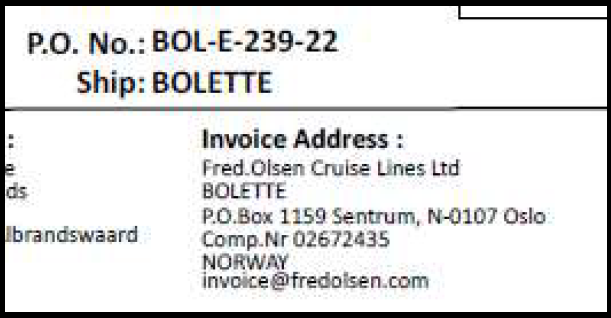 P.O. No.: BOL-E-239-22
Ship: BOLETTE
:
Invoice Address :
Fred.Olsen Cruise Lines Ltd
BOLETTE
P.O.Box 1159 Sentrum, N-0107 Oslo
Comp.Nr 02672435
NORWAY
invoice@fredolsen.com
e
ds
lbrandswaard